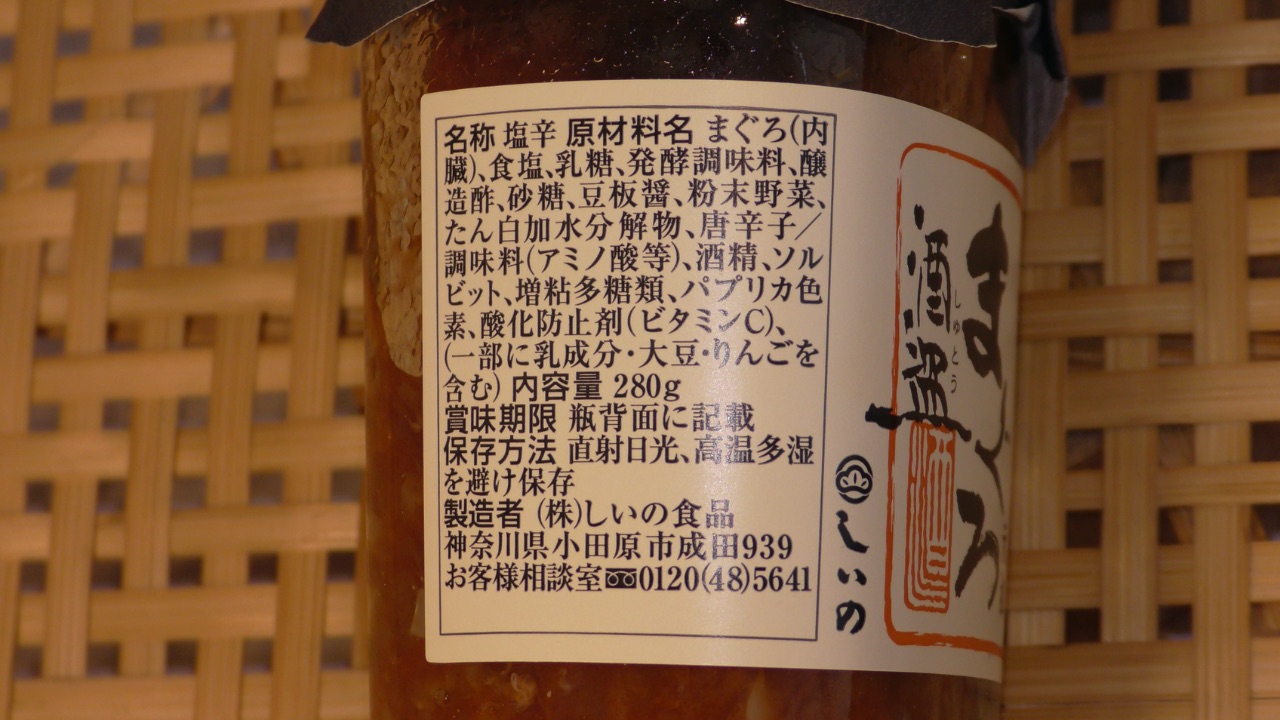 名称 塩辛 原材料名 まぐろ(内
臓)、食塩、乳糖、発酵調味料、醸
造酢、砂糖、豆板醤、粉末野菜、
たん白加水分解物、唐辛子／
調味料(アミノ酸等)、酒精、ソル
ビット、増粘多糖類、パプリカ色
素、酸化防止剤(ビタミンC)、
(一部に乳成分・大豆・りんごを
含む) 内容量 280g
賞味期限 瓶背面に記載
保存方法 直射日光、高温多湿
を避け保存
製造者 (株)しいの食品
神奈川県小田原市成田939
お客様相談室0120(48)5641
まぐろ
酒盗
しゅとう
しいの